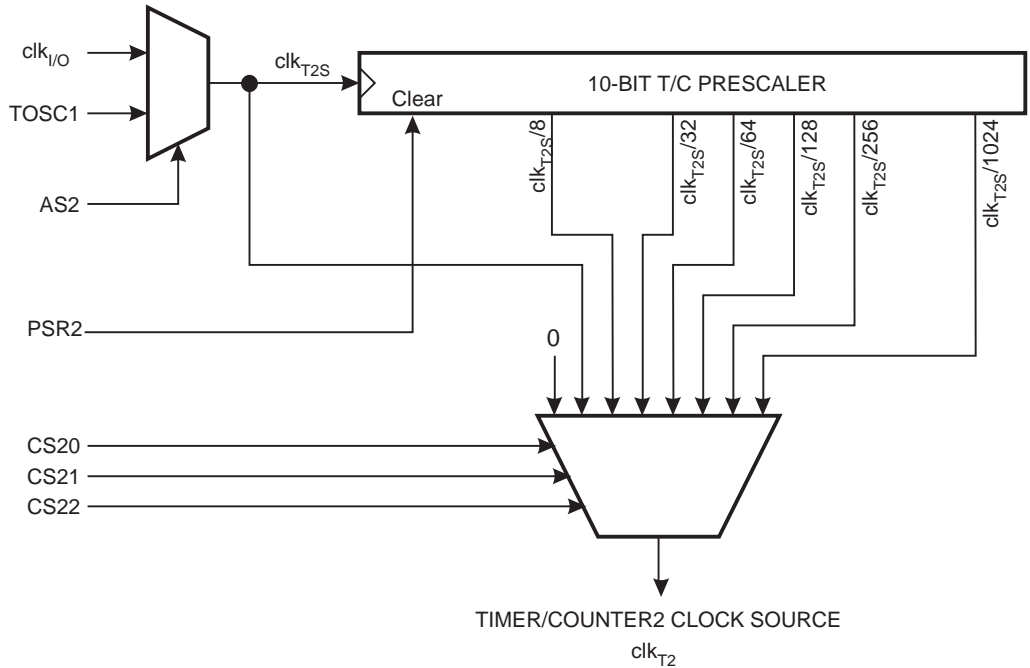 clkI/O
TOSC1
AS2
PSR2
clkT2S
10-BIT T/C PRESCALER
Clear
clkT2S/8
clkT2S/32
clkT2S/64
clkT2S/128
clkT2S/256
clkT2S/1024
0
CS20
CS21
CS22
TIMER/COUNTER2 CLOCK SOURCE
clkT2